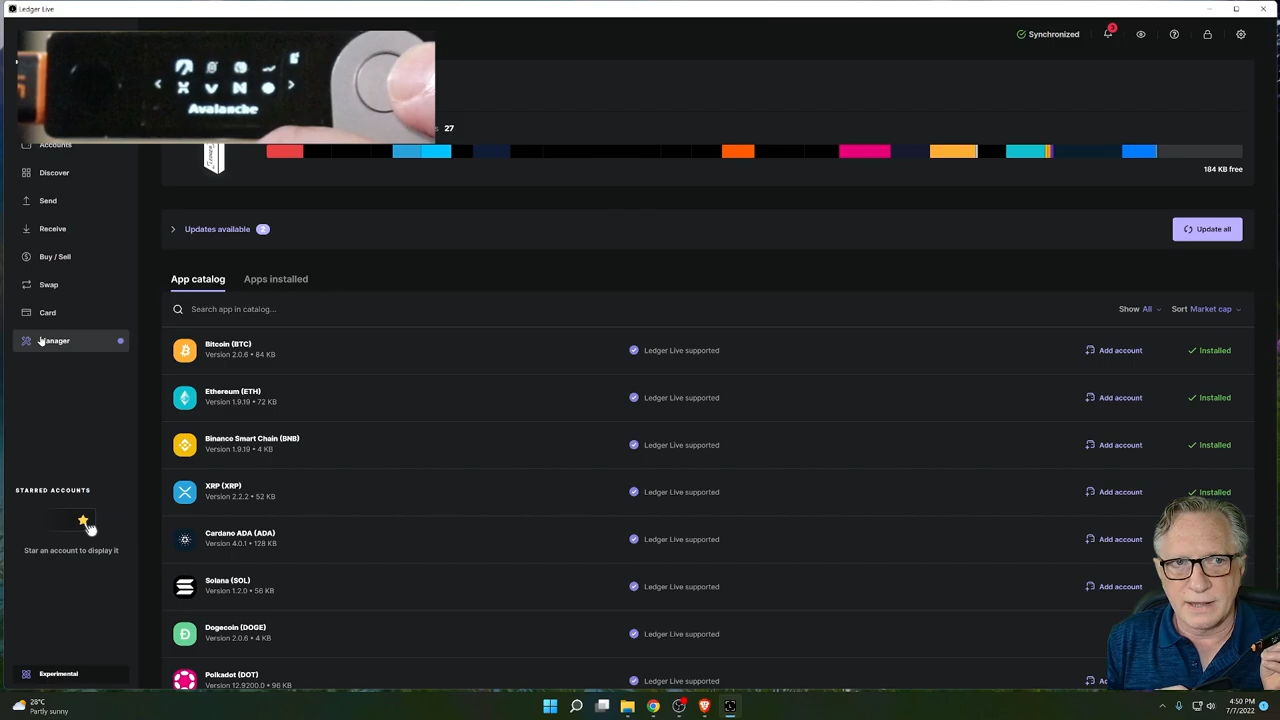 Ledger Live
Avalanche
Synchronized
3
27
184 KB free
Accounts
Discover
Send
Receive
Buy / Sell
Swap
Card
Manager
STARRED ACCOUNTS
Star an account to display it
Experimental
Updates available 2
Update all
App catalog Apps installed
Search app in catalog...
Show All Sort Market cap
Bitcoin (BTC)
Version 2.0.6 • 84 KB
Ledger Live supported
Add account
Installed
Ethereum (ETH)
Version 1.9.19 • 72 KB
Ledger Live supported
Add account
Installed
Binance Smart Chain (BNB)
Version 1.9.19 • 4 KB
Ledger Live supported
Add account
Installed
XRP (XRP)
Version 2.2.2 • 52 KB
Ledger Live supported
Add account
Installed
Cardano ADA (ADA)
Version 4.0.1 • 128 KB
Ledger Live supported
Add account
Solana (SOL)
Version 1.2.0 • 56 KB
Ledger Live supported
Add account
Dogecoin (DOGE)
Version 2.0.6 • 4 KB
Ledger Live supported
Polkadot (DOT)
Version 12.9200.0 • 96 KB
Ledger Live supported
28°C
Partly sunny
4:50 PM
7/7/2022